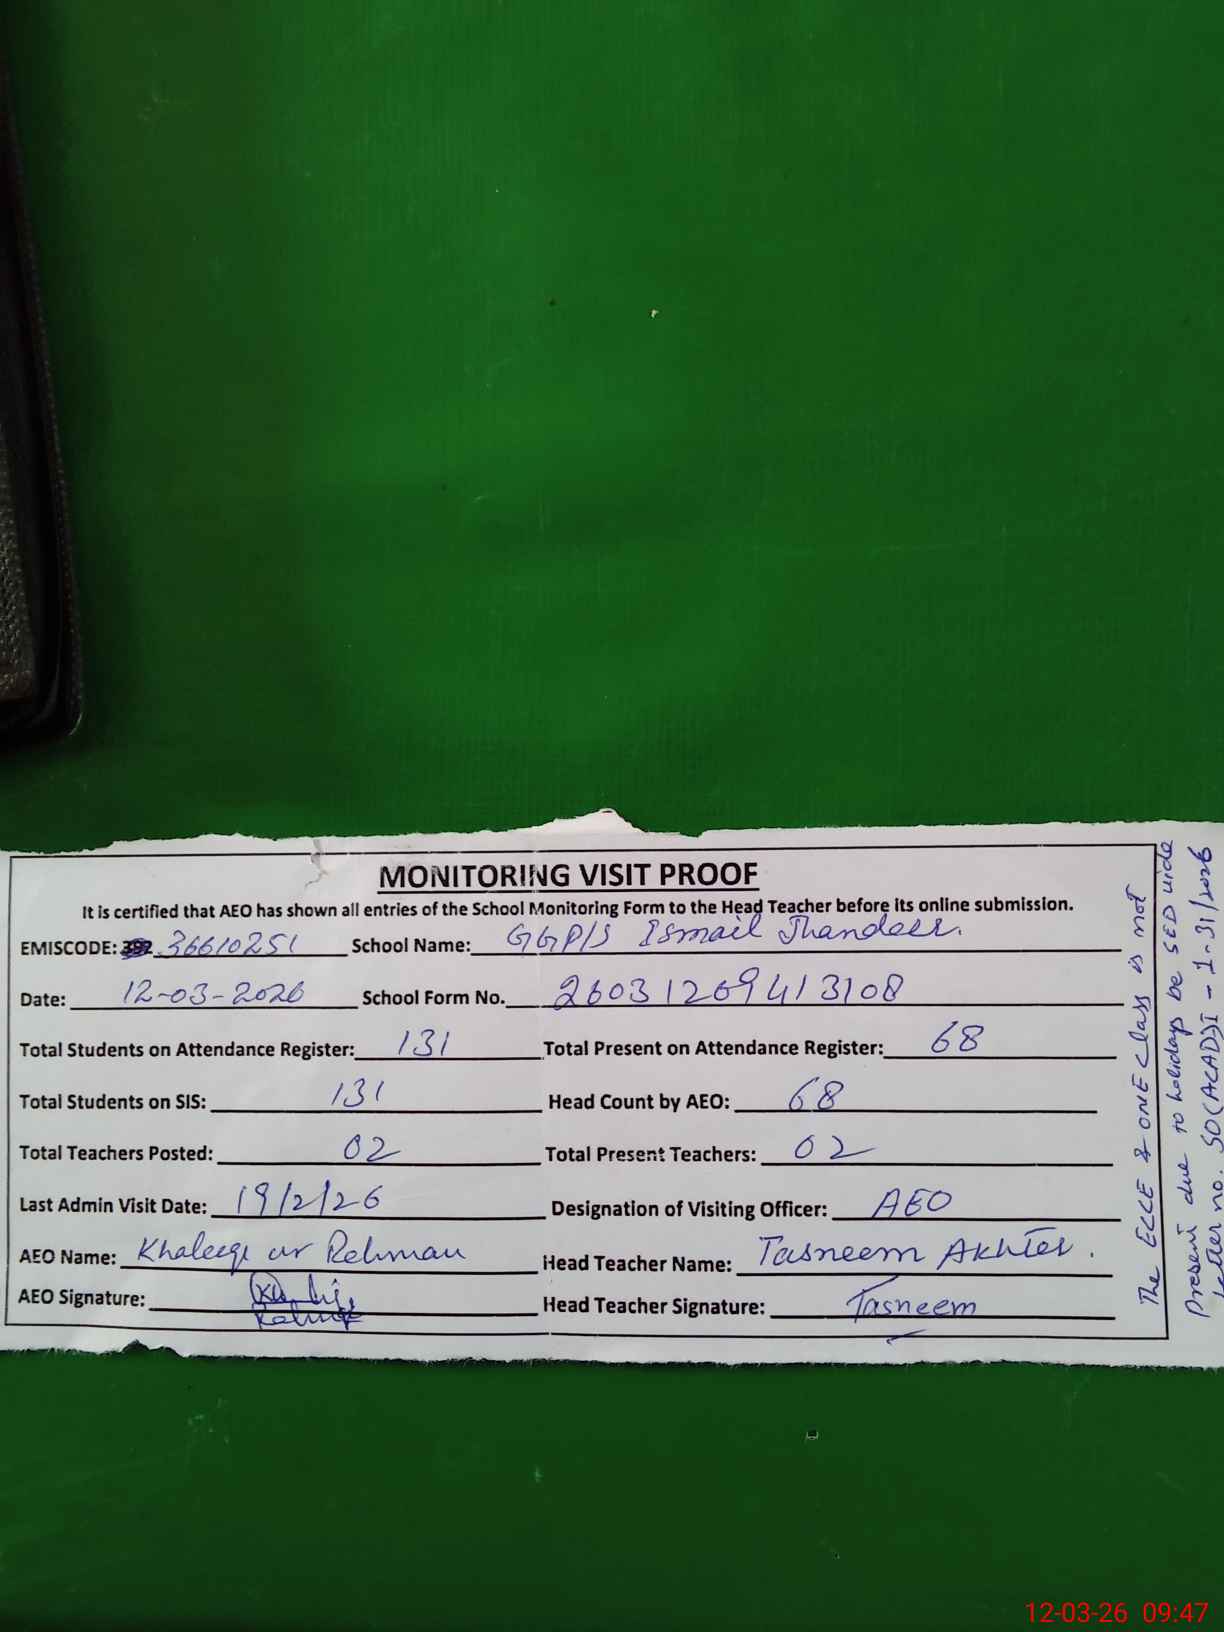 MONITORING VISIT PROOF
It is certified that AEO has shown all entries of the School Monitoring Form to the Head Teacher before its online submission.
EMISCODE: 36610251 School Name: GGP/S Ismail Jhandeer.
Date: 12-03-2026 School Form No. 26031269413108
Total Students on Attendance Register: 131 Total Present on Attendance Register: 68
Total Students on SIS: 131 Head Count by AEO: 68
Total Teachers Posted: 02 Total Present Teachers: 02
Last Admin Visit Date: 19/2/26 Designation of Visiting Officer: AEO
AEO Name: Khaleeq ur Rehman Head Teacher Name: Tasneem Akhter.
AEO Signature: Head Teacher Signature: Tasneem
The ECCE & ONE Class is not
Present due to holidays be SED vide
letter no. SO(ACAD)I-1-31/2026
12-03-26 09:47